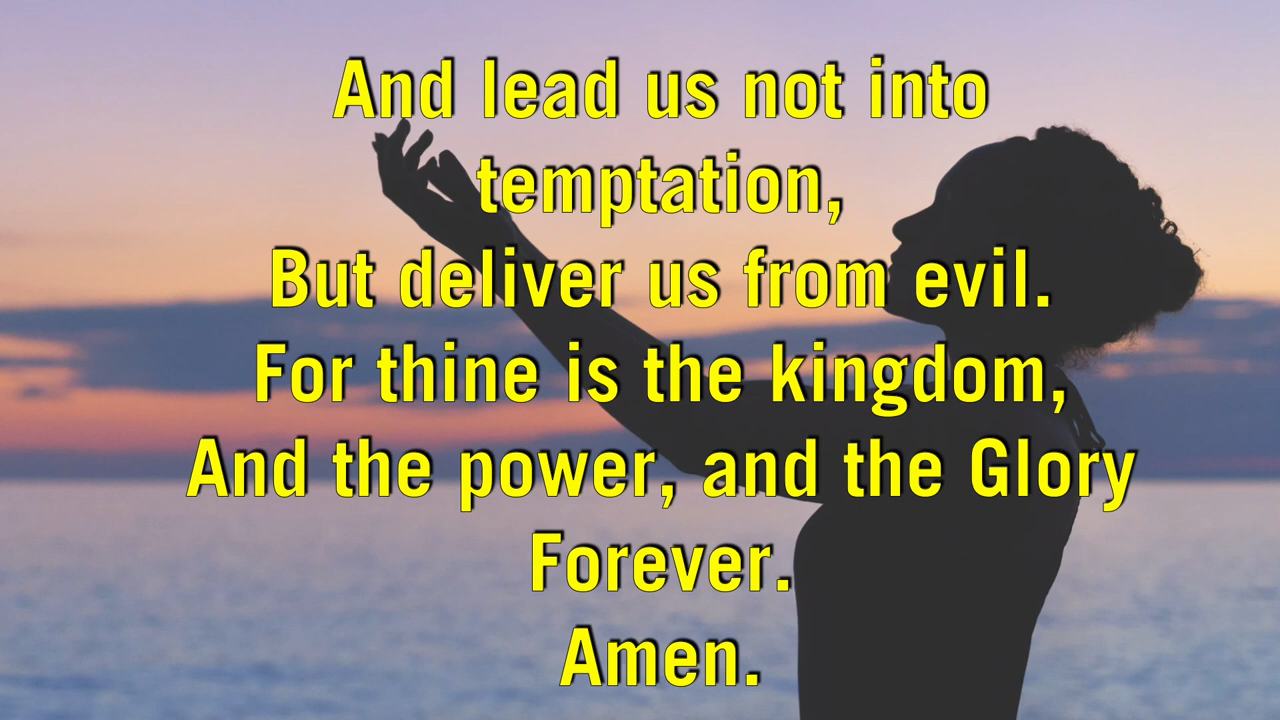 And lead us not into
temptation,
But deliver us from evil.
For thine is the kingdom,
And the power, and the Glory
Forever.
Amen.